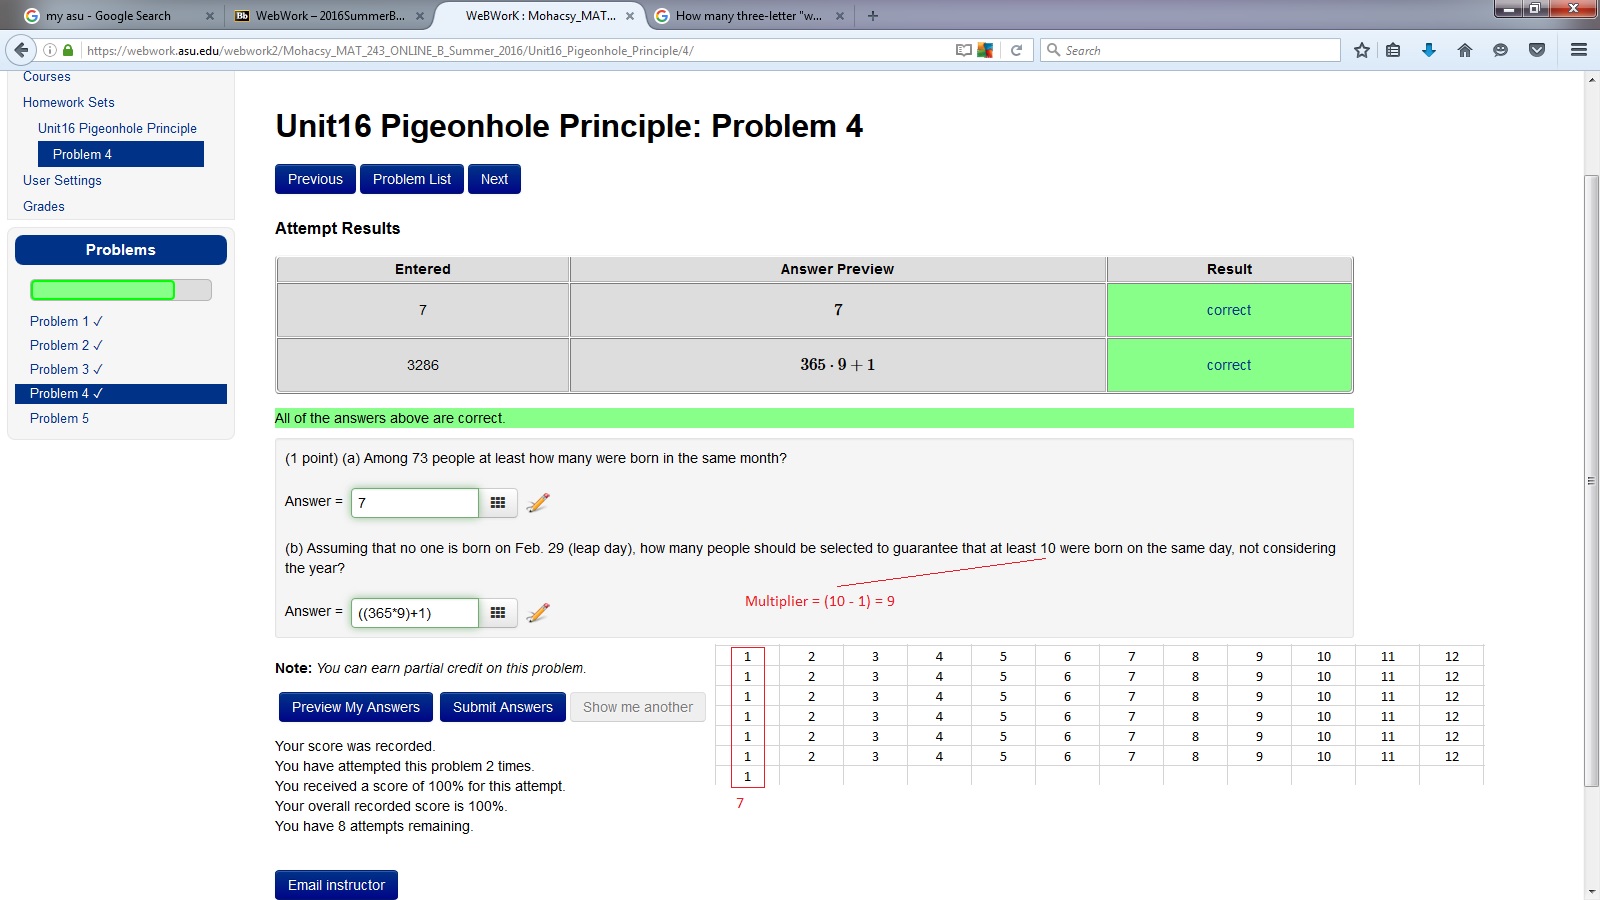 my asu - Google Search
WebWork – 2016SummerB...
WeBWorK : Mohacsy_MAT...
How many three-letter "w...
https://webwork.asu.edu/webwork2/Mohacsy_MAT_243_ONLINE_B_Summer_2016/Unit16_Pigeonhole_Principle/4/
Search
Courses
Homework Sets
Unit16 Pigeonhole Principle
Problem 4
User Settings
Grades
Problems
Problem 1 ✓
Problem 2 ✓
Problem 3 ✓
Problem 4 ✓
Problem 5
Unit16 Pigeonhole Principle: Problem 4
Previous Problem List Next
Attempt Results
Entered Answer Preview Result
7 7 correct
3286 365 · 9 + 1 correct
All of the answers above are correct.
(1 point) (a) Among 73 people at least how many were born in the same month?
Answer = 7
(b) Assuming that no one is born on Feb. 29 (leap day), how many people should be selected to guarantee that at least 10 were born on the same day, not considering
the year?
Multiplier = (10 - 1) = 9
Answer = ((365*9)+1)
Note: You can earn partial credit on this problem.
Preview My Answers Submit Answers Show me another
Your score was recorded.
You have attempted this problem 2 times.
You received a score of 100% for this attempt.
Your overall recorded score is 100%.
You have 8 attempts remaining.
Email instructor
1 2 3 4 5 6 7 8 9 10 11 12
1 2 3 4 5 6 7 8 9 10 11 12
1 2 3 4 5 6 7 8 9 10 11 12
1 2 3 4 5 6 7 8 9 10 11 12
1 2 3 4 5 6 7 8 9 10 11 12
1 2 3 4 5 6 7 8 9 10 11 12
1
7